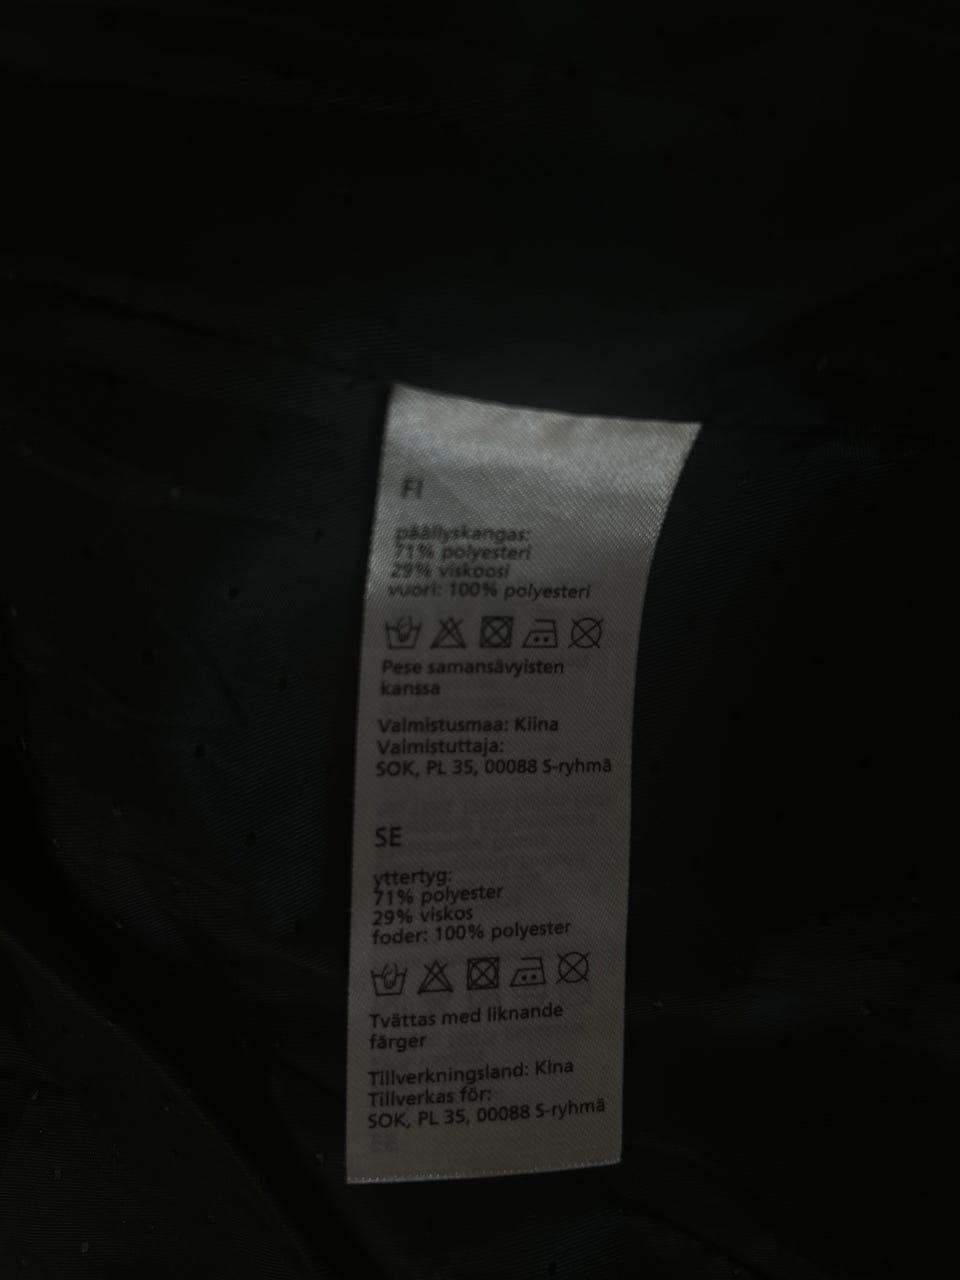 FI
päällyskangas:
71% polyesteri
29% viskoosi
vuori: 100% polyesteri
Pese samansävyisten
kanssa
Valmistusmaa: Kiina
Valmistuttaja:
SOK, PL 35, 00088 S-ryhmä
SE
yttertyg:
71% polyester
29% viskos
foder: 100% polyester
Tvättas med liknande
färger
Tillverkningsland: Kina
Tillverkas för:
SOK, PL 35, 00088 S-ryhmä